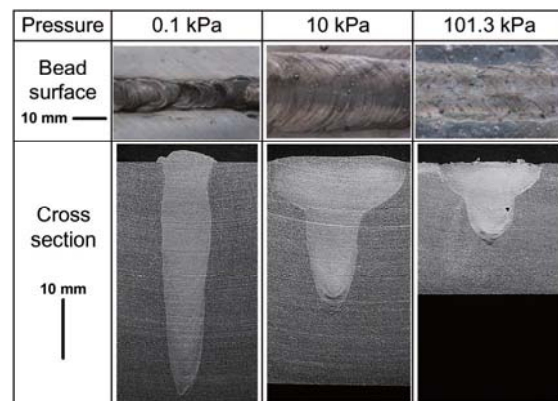 Pressure 0.1 kPa 10 kPa 101.3 kPa
Bead
surface
10 mm
Cross
section
10 mm